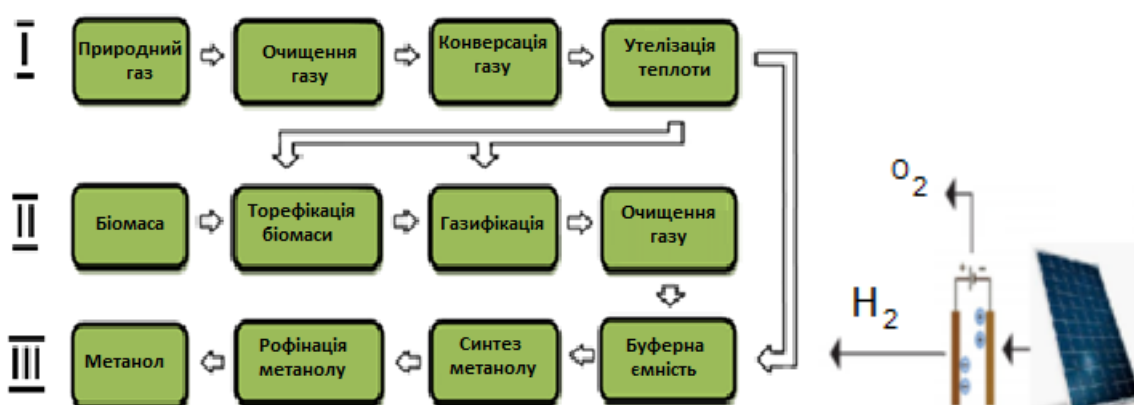 I
Природний
газ
Очищення
газу
Конверсація
газу
Утелізація
теплоти
II
Біомаса
Торефікація
біомаси
Газифікація
Очищення
газу
O2
+ -
H2
III
Метанол
Рофінація
метанолу
Синтез
метанолу
Буферна
ємність